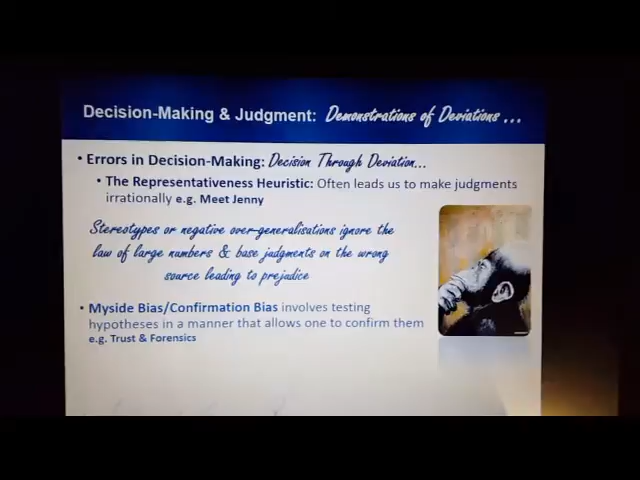 Decision-Making & Judgment: Demonstrations of Deviations ...
• Errors in Decision-Making: Decision Through Deviation...
• The Representativeness Heuristic: Often leads us to make judgments
irrationally e.g. Meet Jenny
Stereotypes or negative over-generalisations ignore the
law of large numbers & base judgments on the wrong
source leading to prejudice
• Myside Bias/Confirmation Bias involves testing
hypotheses in a manner that allows one to confirm them
e.g. Trust & Forensics